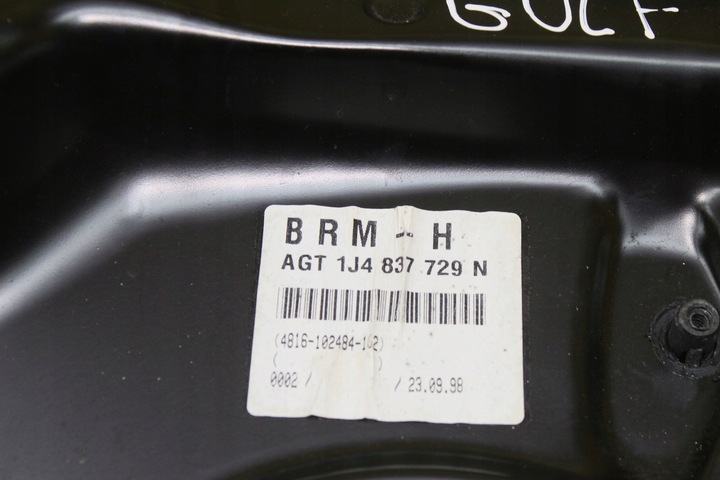 GOLF
BRM-H
AGT 1J4 837 729 N
(4816-102484-102)
( )
0002 / / 23.09.98